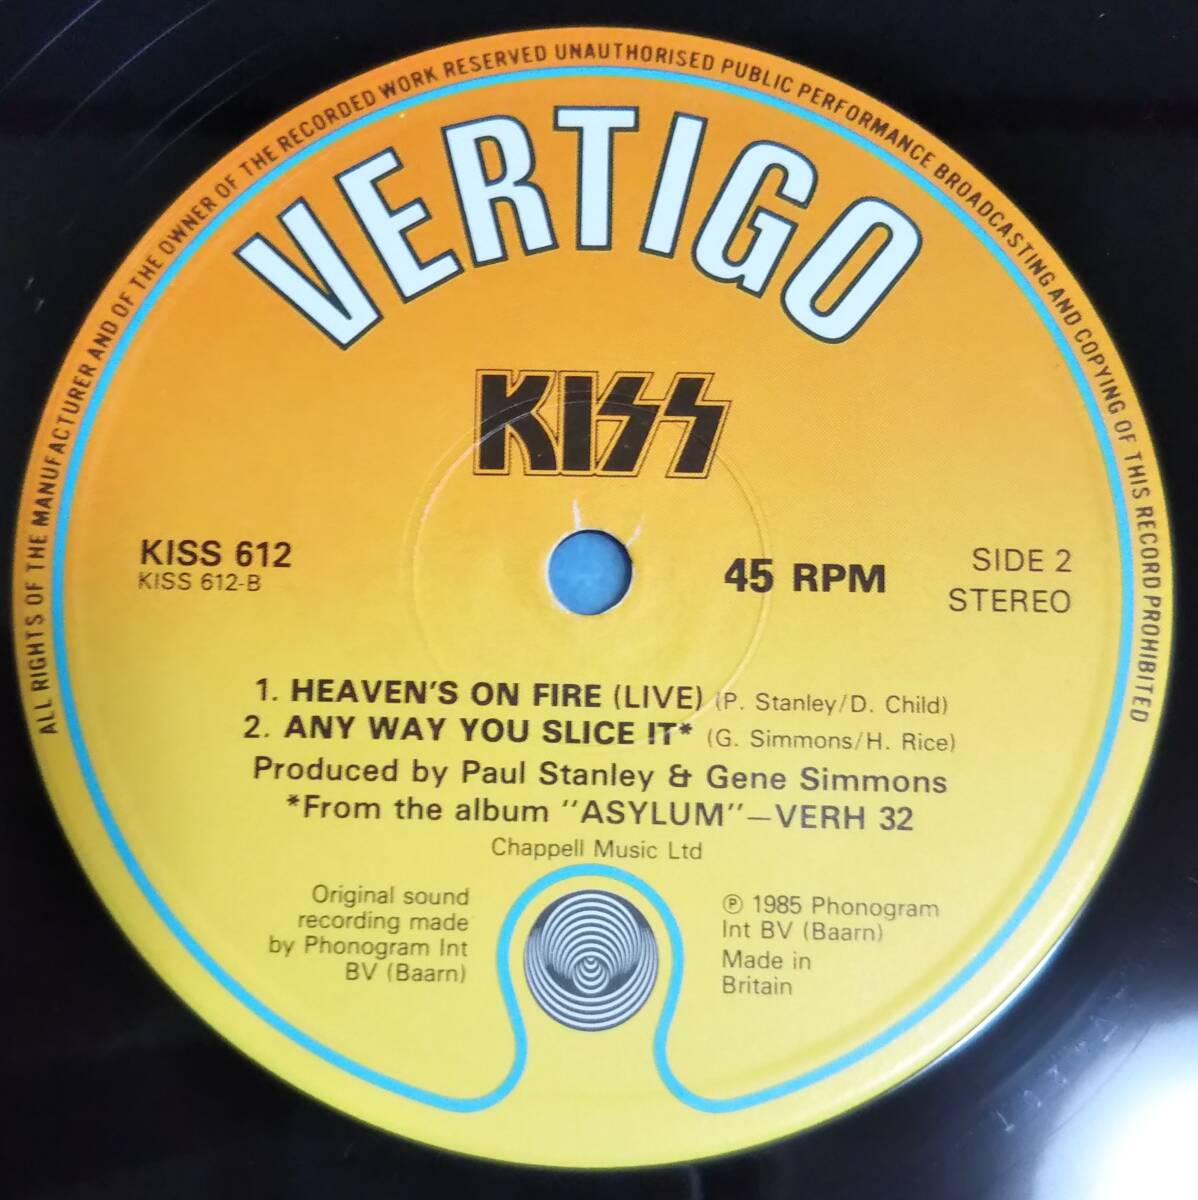 ALL RIGHTS OF THE MANUFACTURER AND OF THE OWNER OF THE RECORDED WORK RESERVED UNAUTHORISED PUBLIC PERFORMANCE BROADCASTING AND COPYING OF THIS RECORD PROHIBITED
VERTIGO
KISS
KISS 612
KISS 612-B
45 RPM
SIDE 2
STEREO
1. HEAVEN'S ON FIRE (LIVE) (P. Stanley/D. Child)
2. ANY WAY YOU SLICE IT* (G. Simmons/H. Rice)
Produced by Paul Stanley & Gene Simmons
*From the album "ASYLUM"—VERH 32
Chappell Music Ltd
Original sound
recording made
by Phonogram Int
BV (Baarn)
℗ 1985 Phonogram
Int BV (Baarn)
Made in
Britain